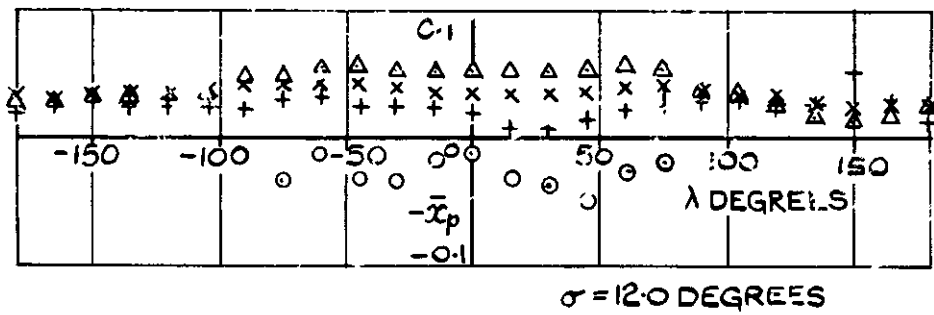 0.1
-150 -100 -50 0 50 100 150
λ DEGREES
-x̄p
-0.1
σ = 12.0 DEGREES